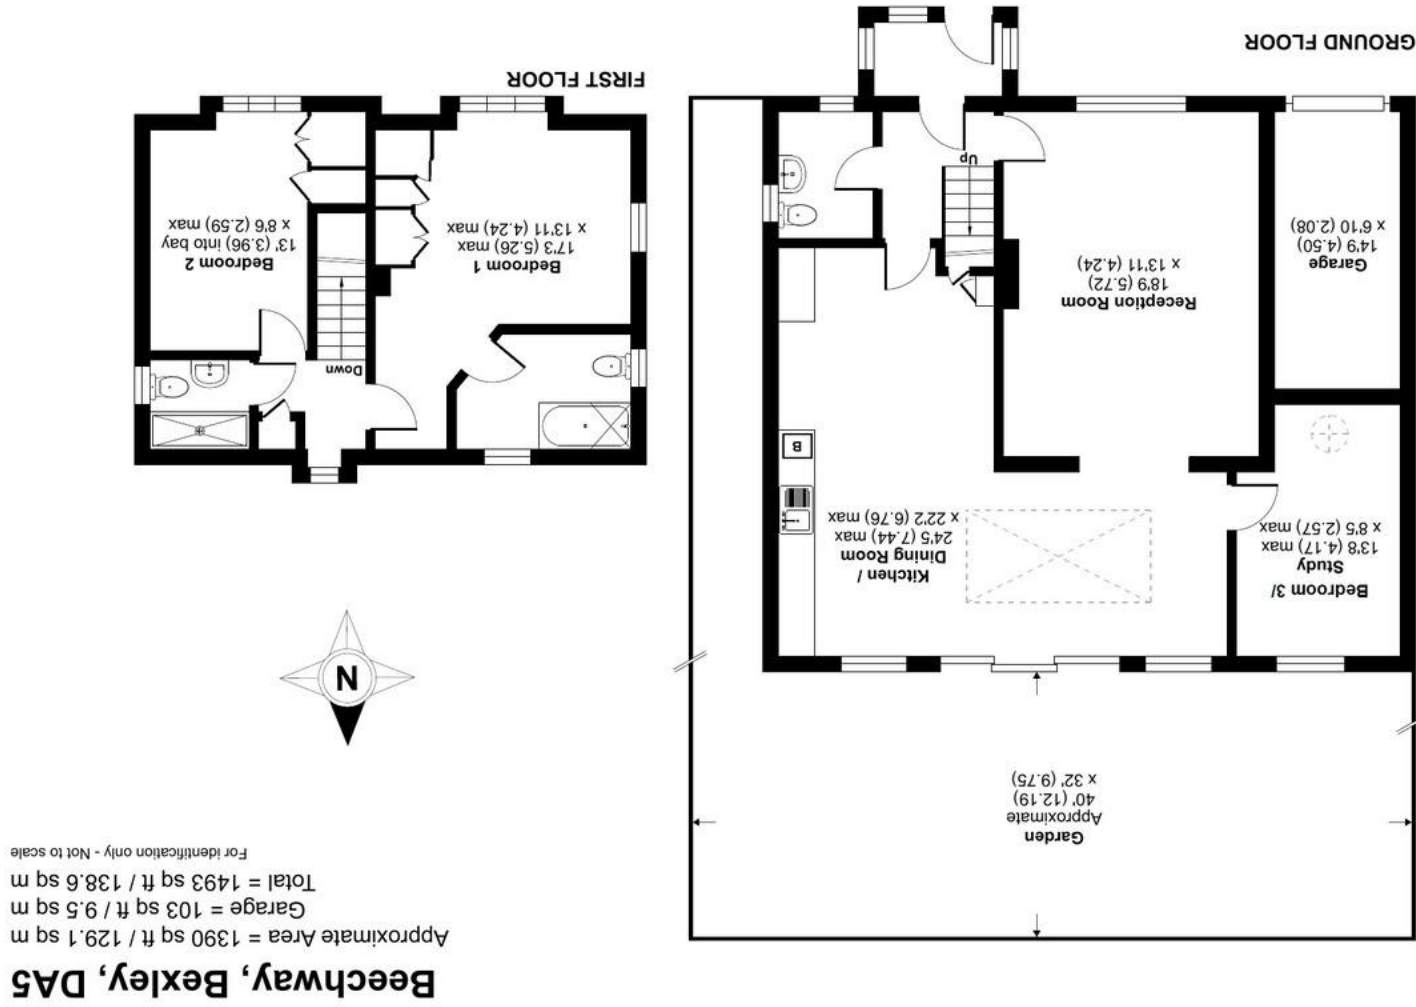 Beechway, Bexley, DA5
Approximate Area = 1390 sq ft / 129.1 sq m
Garage = 103 sq ft / 9.5 sq m
Total = 1493 sq ft / 138.6 sq m
For identification only - Not to scale
Garden
Approximate
40' (12.19)
x 32' (9.75)
N
Bedroom 3/
Study
13'8 (4.17) max
x 8'5 (2.57) max
Kitchen /
Dining Room
24'5 (7.44) max
x 22'2 (6.76) max
B
Garage
14'9 (4.50)
x 6'10 (2.08)
Reception Room
18'9 (5.72)
x 13'11 (4.24)
Up
GROUND FLOOR
Down
Bedroom 1
17'3 (5.26) max
x 13'11 (4.24) max
Bedroom 2
13' (3.96) into bay
x 8'6 (2.59) max
FIRST FLOOR